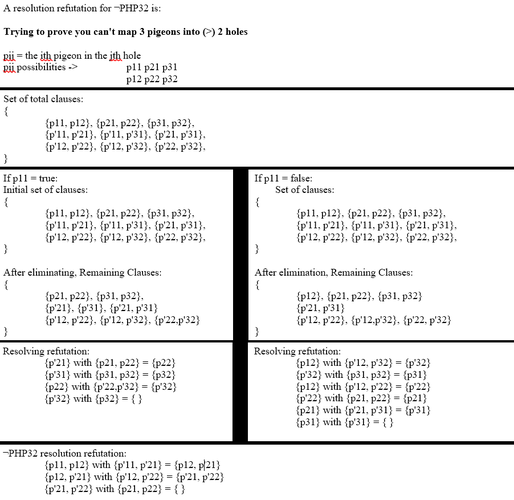 A resolution refutation for ¬PHP32 is:
Trying to prove you can't map 3 pigeons into (>) 2 holes
pij = the ith pigeon in the jth hole
pij possibilities -> p11 p21 p31
p12 p22 p32
Set of total clauses:
{
{p11, p12}, {p21, p22}, {p31, p32},
{p'11, p'21}, {p'11, p'31}, {p'21, p'31},
{p'12, p'22}, {p'12, p'32}, {p'22, p'32},
}
If p11 = true:
Initial set of clauses:
{
{p11, p12}, {p21, p22}, {p31, p32},
{p'11, p'21}, {p'11, p'31}, {p'21, p'31},
{p'12, p'22}, {p'12, p'32}, {p'22, p'32},
}
After eliminating, Remaining Clauses:
{
{p21, p22}, {p31, p32},
{p'21}, {p'31}, {p'21, p'31}
{p'12, p'22}, {p'12, p'32}, {p'22,p'32}
}
Resolving refutation:
{p'21} with {p21, p22} = {p22}
{p'31} with {p31, p32} = {p32}
{p22} with {p'22,p'32} = {p'32}
{p'32} with {p32} = { }
If p11 = false:
Set of clauses:
{
{p11, p12}, {p21, p22}, {p31, p32},
{p'11, p'21}, {p'11, p'31}, {p'21, p'31},
{p'12, p'22}, {p'12, p'32}, {p'22, p'32},
}
After elimination, Remaining Clauses:
{
{p12}, {p21, p22}, {p31, p32}
{p'21, p'31}
{p'12, p'22}, {p'12,p'32}, {p'22, p'32}
}
Resolving refutation:
{p12} with {p'12, p'32} = {p'32}
{p'32} with {p31, p32} = {p31}
{p12} with {p'12, p'22} = {p'22}
{p'22} with {p21, p22} = {p21}
{p21} with {p'21, p'31} = {p'31}
{p31} with {p'31} = { }
¬PHP32 resolution refutation:
{p11, p12} with {p'11, p'21} = {p12, p21}
{p12, p'21} with {p'12, p'22} = {p'21, p'22}
{p'21, p'22} with {p21, p22} = { }